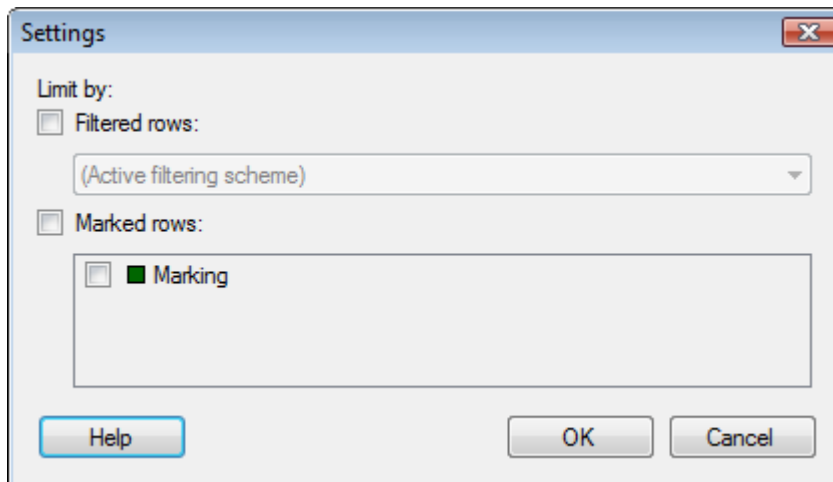 Settings
Limit by:
Filtered rows:
(Active filtering scheme)
Marked rows:
Marking
Help OK Cancel